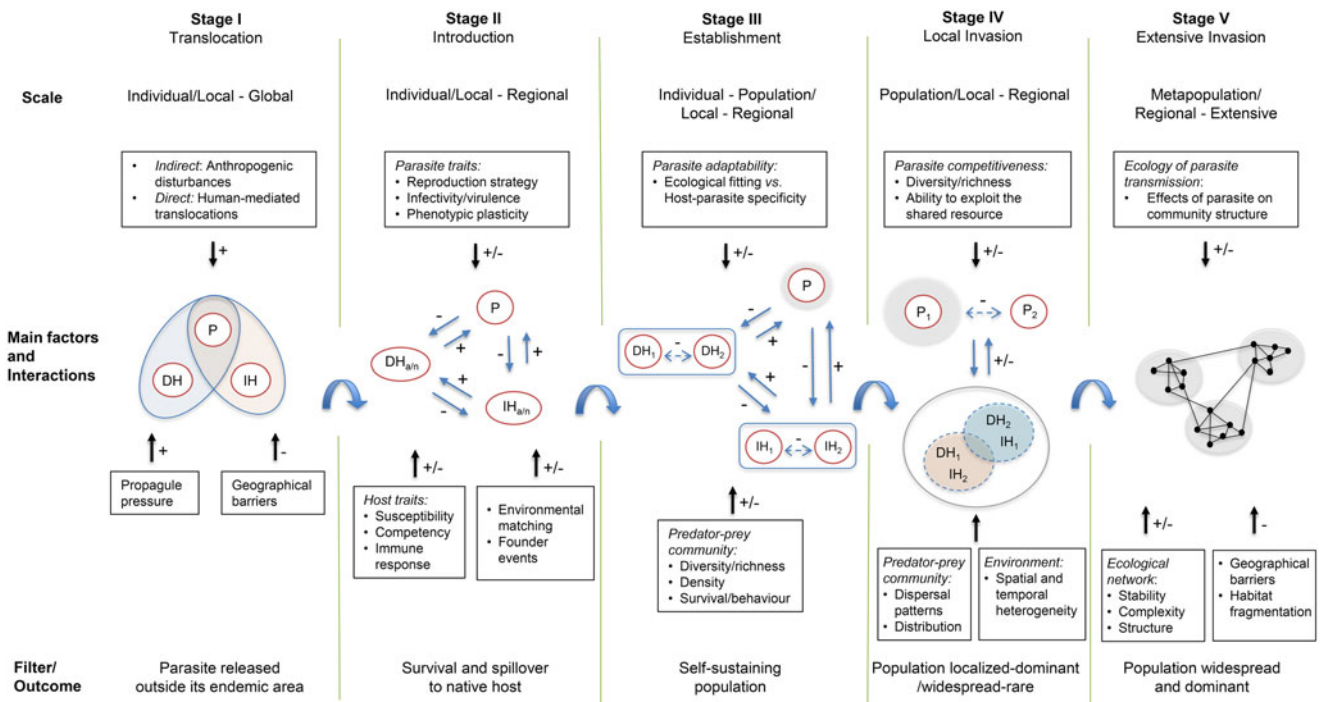 Stage I
Translocation
Stage II
Introduction
Stage III
Establishment
Stage IV
Local Invasion
Stage V
Extensive Invasion
Scale
Individual/Local - Global
Individual/Local - Regional
Individual - Population/
Local - Regional
Population/Local - Regional
Metapopulation/
Regional - Extensive
• Indirect: Anthropogenic
disturbances
• Direct: Human-mediated
translocations
Parasite traits:
• Reproduction strategy
• Infectivity/virulence
• Phenotypic plasticity
Parasite adaptability:
• Ecological fitting vs.
Host-parasite specificity
Parasite competitiveness:
• Diversity/richness
• Ability to exploit the
shared resource
Ecology of parasite
transmission:
• Effects of parasite on
community structure
+
+/-
+/-
+/-
+/-
Main factors
and
Interactions
P
DH
IH
P
-
+
-
+
DHa/n
+
-
IHa/n
P
-
+
-
+
DH1
-
DH2
+
-
IH1
-
IH2
P1
-
P2
+/-
DH2
IH1
DH1
IH2
+
-
Propagule
pressure
Geographical
barriers
+/-
+/-
Host traits:
• Susceptibility
• Competency
• Immune
response
• Environmental
matching
• Founder
events
+/-
Predator-prey
community:
• Diversity/richness
• Density
• Survival/behaviour
Predator-prey
community:
• Dispersal
patterns
• Distribution
Environment:
• Spatial and
temporal
heterogeneity
+/-
-
Ecological
network:
• Stability
• Complexity
• Structure
• Geographical
barriers
• Habitat
fragmentation
Filter/
Outcome
Parasite released
outside its endemic area
Survival and spillover
to native host
Self-sustaining
population
Population localized-dominant
/widespread-rare
Population widespread
and dominant